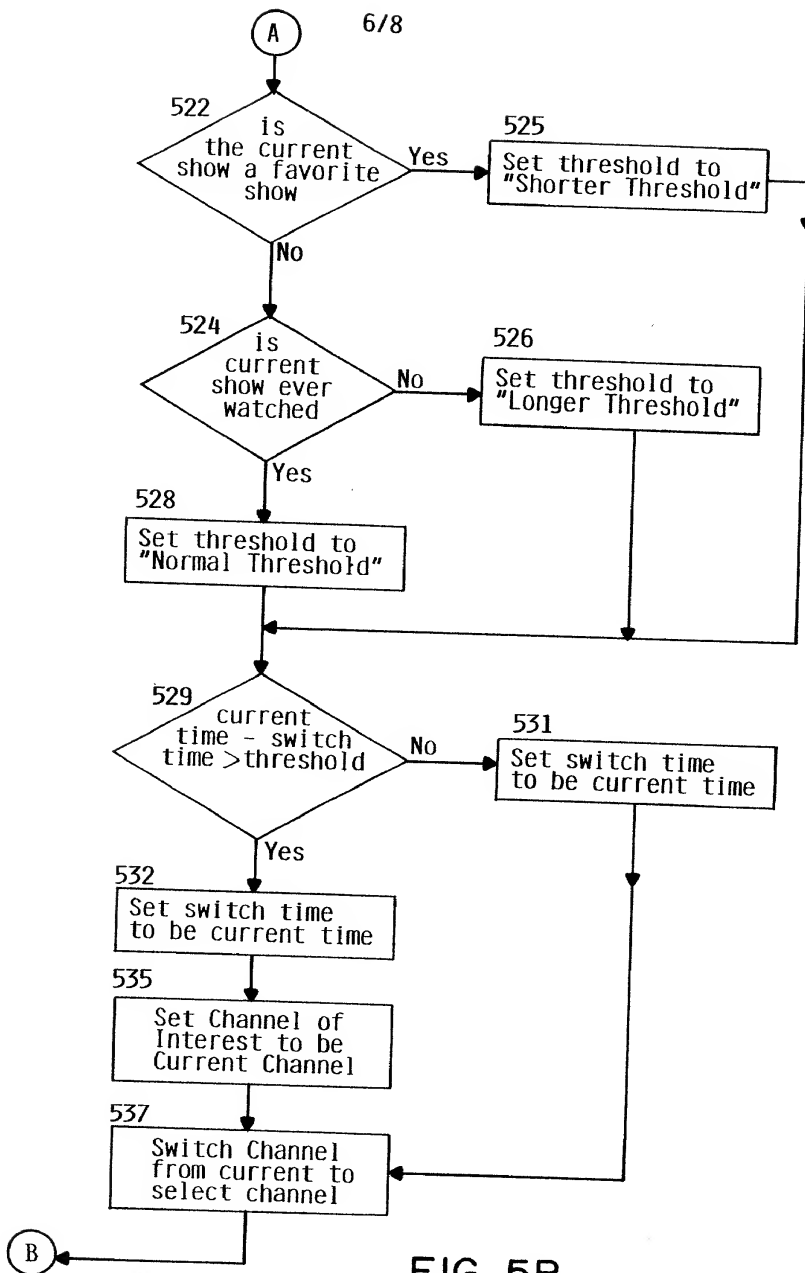 6/8
A
522
is
the current
show a favorite
show
Yes
525
Set threshold to
"Shorter Threshold"
No
524
is
current
show ever
watched
No
526
Set threshold to
"Longer Threshold"
Yes
528
Set threshold to
"Normal Threshold"
529
current
time - switch
time >threshold
No
531
Set switch time
to be current time
Yes
532
Set switch time
to be current time
535
Set Channel of
Interest to be
Current Channel
537
Switch Channel
from current to
select channel
B